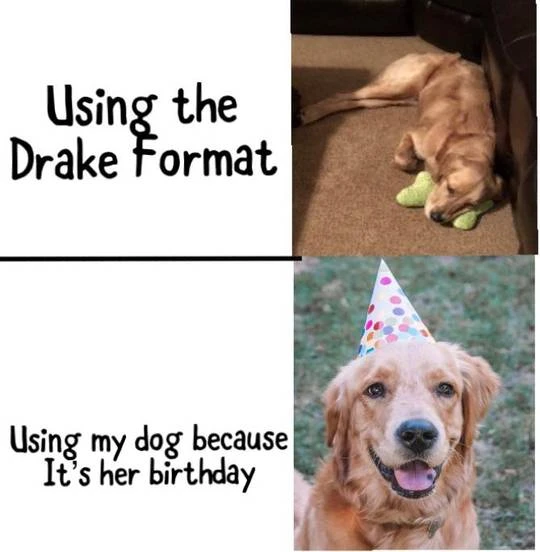 Using the
Drake Format
Using my dog because
It's her birthday